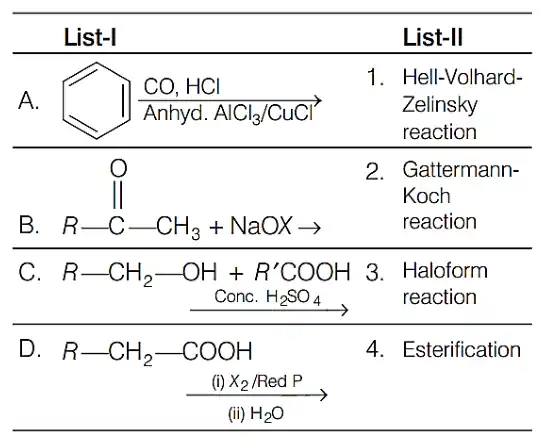 List-I List-II
A. CO, HCl 1. Hell-Volhard-
Anhyd. AlCl₃/CuCl Zelinsky
reaction
O 2. Gattermann-
Koch
B. R—C—CH₃ + NaOX → reaction
C. R—CH₂—OH + R′COOH 3. Haloform
Conc. H₂SO₄ reaction
D. R—CH₂—COOH 4. Esterification
(i) X₂/Red P
(ii) H₂O